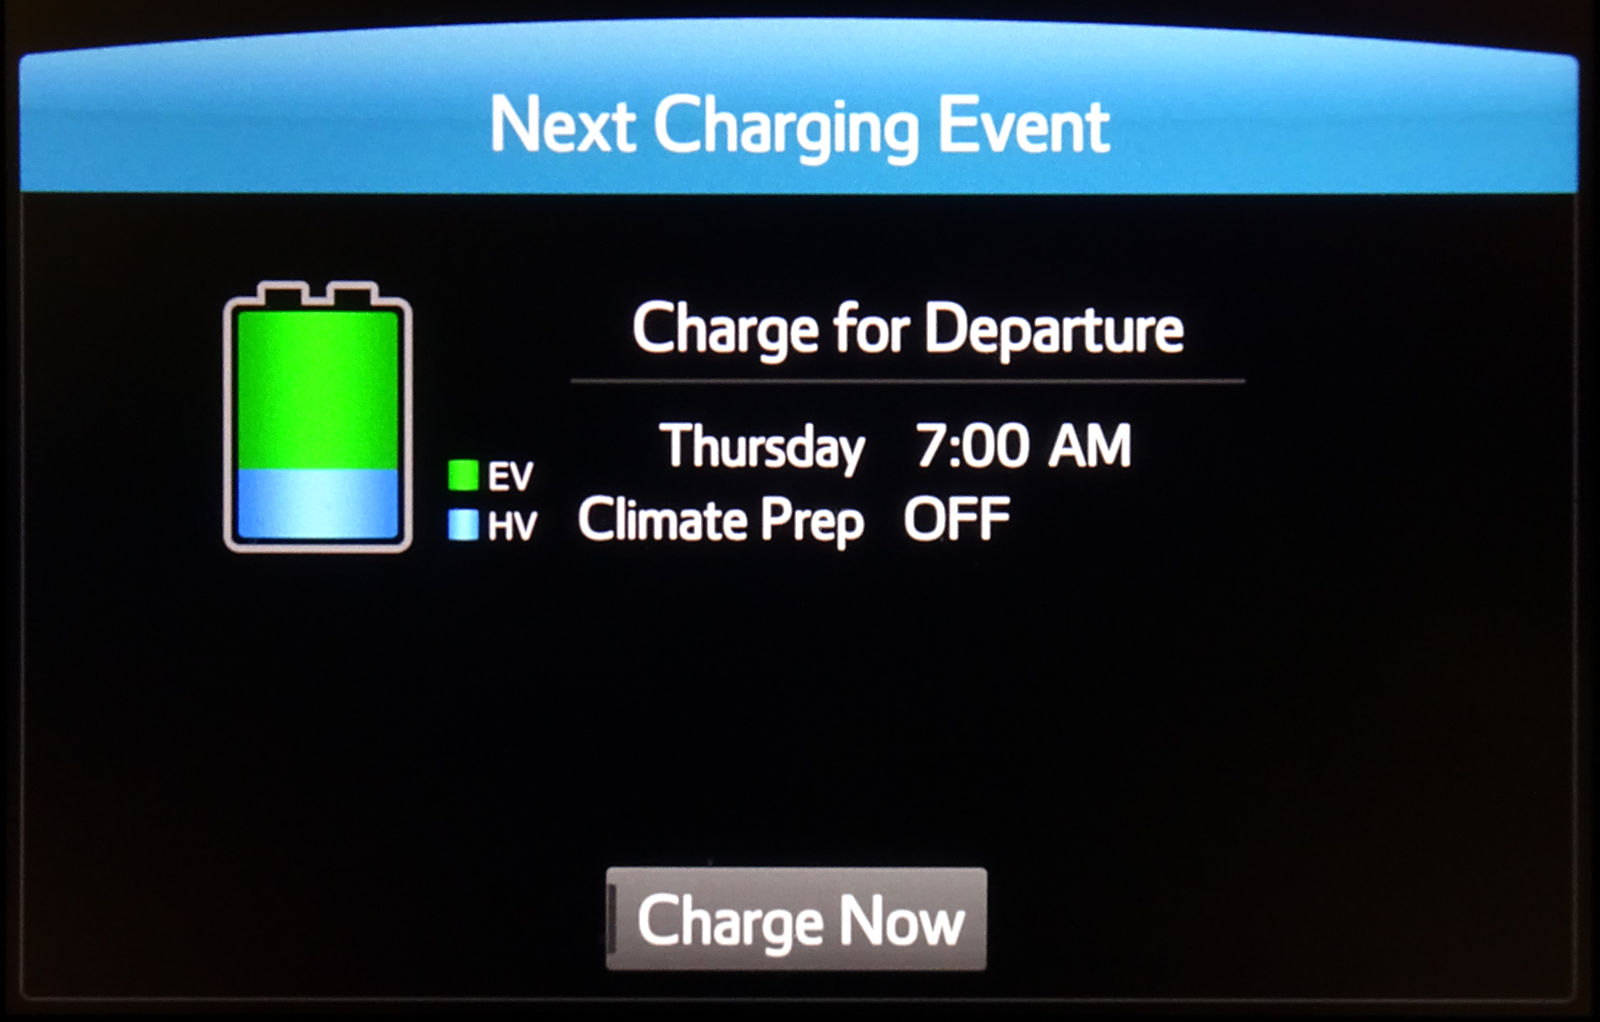 Next Charging Event
Charge for Departure
Thursday 7:00 AM
EV
HV
Climate Prep OFF
Charge Now